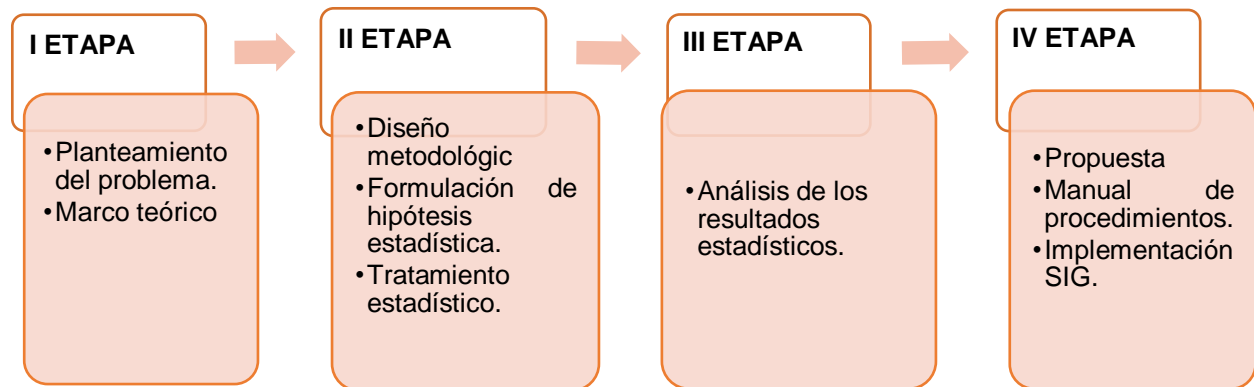 I ETAPA
•Planteamiento
del problema.
•Marco teórico
II ETAPA
•Diseño
metodológic
•Formulación de
hipótesis
estadística.
•Tratamiento
estadístico.
III ETAPA
•Análisis de los
resultados
estadísticos.
IV ETAPA
•Propuesta
•Manual de
procedimientos.
•Implementación
SIG.